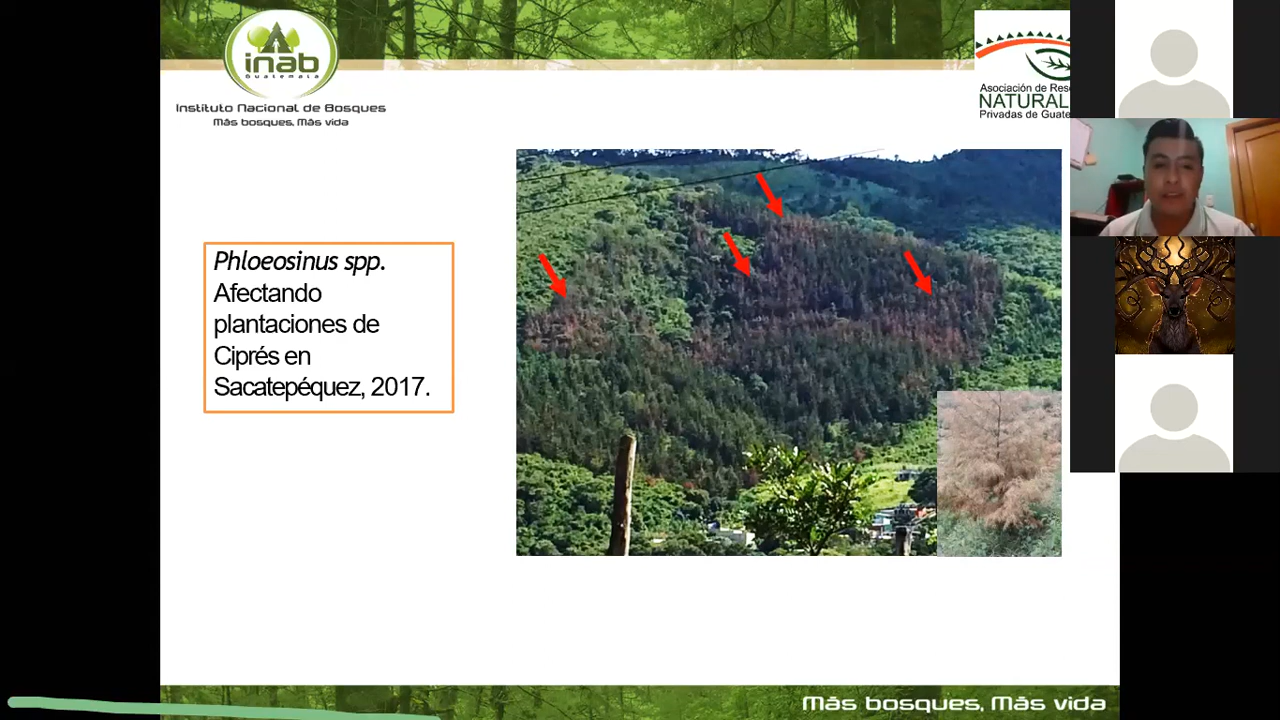 inab
Guatemala
Instituto Nacional de Bosques
Más bosques, Más vida
Asociación de Res
NATURAL
Privadas de Guate
Phloeosinus spp.
Afectando
plantaciones de
Ciprés en
Sacatepéquez, 2017.
Más bosques, Más vida